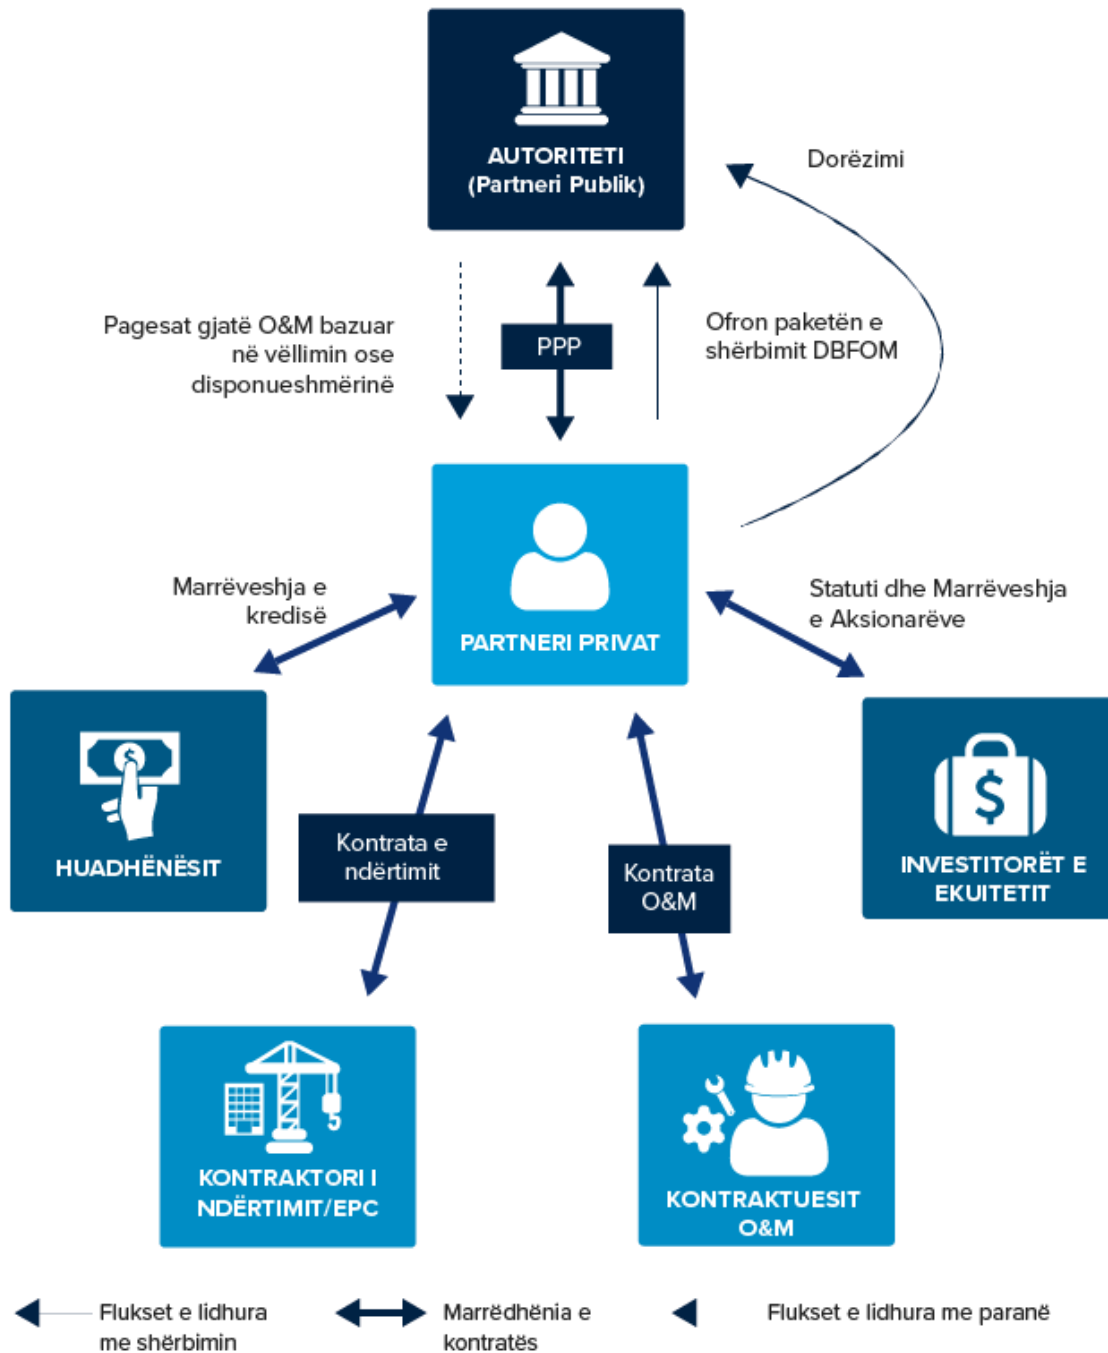 AUTORITETI
(Partneri Publik)
Dorëzimi
Pagesat gjatë O&M bazuar
në vëllimin ose
disponueshmërinë
PPP
Ofron paketën e
shërbimit DBFOM
PARTNERI PRIVAT
Marrëveshja e
kredisë
Statuti dhe Marrëveshja
e Aksionarëve
HUADHËNËSIT
Kontrata e
ndërtimit
Kontrata
O&M
INVESTITORËT E
EKUITETIT
KONTRAKTORI I
NDËRTIMIT/EPC
KONTRAKTUESIT
O&M
Flukset e lidhura
me shërbimin
Marrëdhënia e
kontratës
Flukset e lidhura me paranë